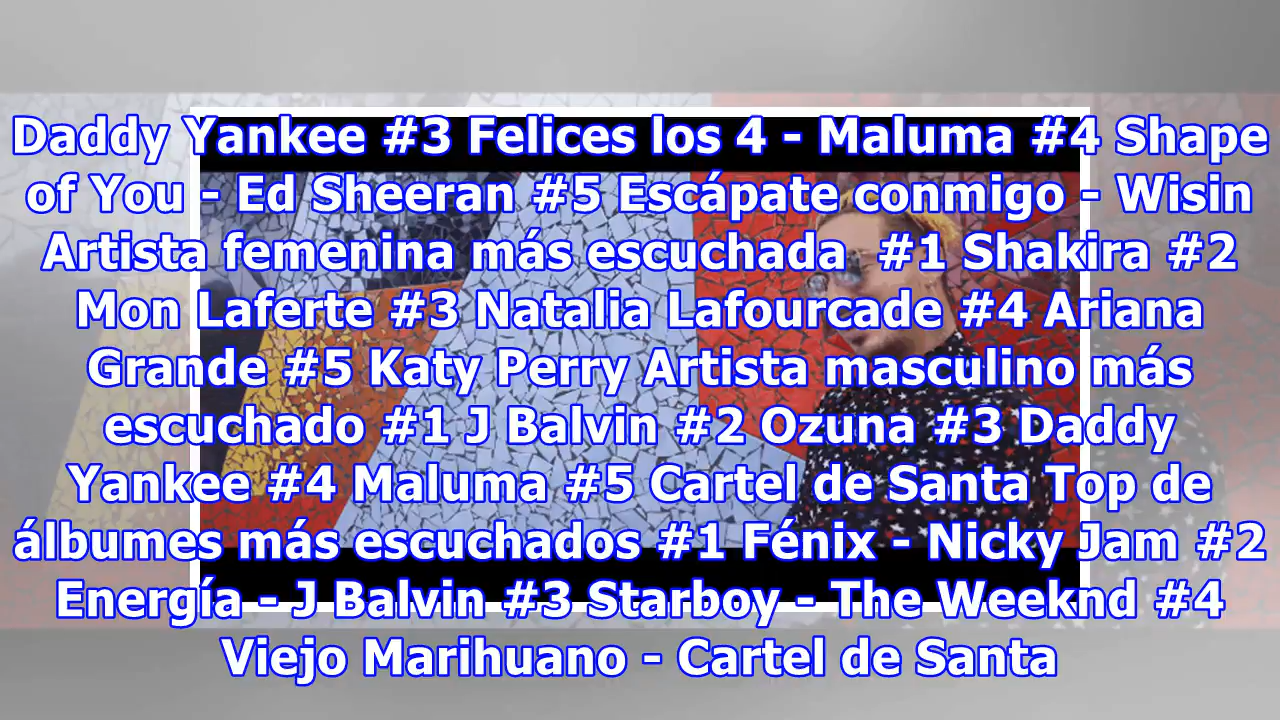 Daddy Yankee #3 Felices los 4 - Maluma #4 Shape
of You - Ed Sheeran #5 Escápate conmigo - Wisin
Artista femenina más escuchada  #1 Shakira #2
Mon Laferte #3 Natalia Lafourcade #4 Ariana
Grande #5 Katy Perry Artista masculino más
escuchado #1 J Balvin #2 Ozuna #3 Daddy
Yankee #4 Maluma #5 Cartel de Santa Top de
álbumes más escuchados #1 Fénix - Nicky Jam #2
Energía - J Balvin #3 Starboy - The Weeknd #4
Viejo Marihuano - Cartel de Santa